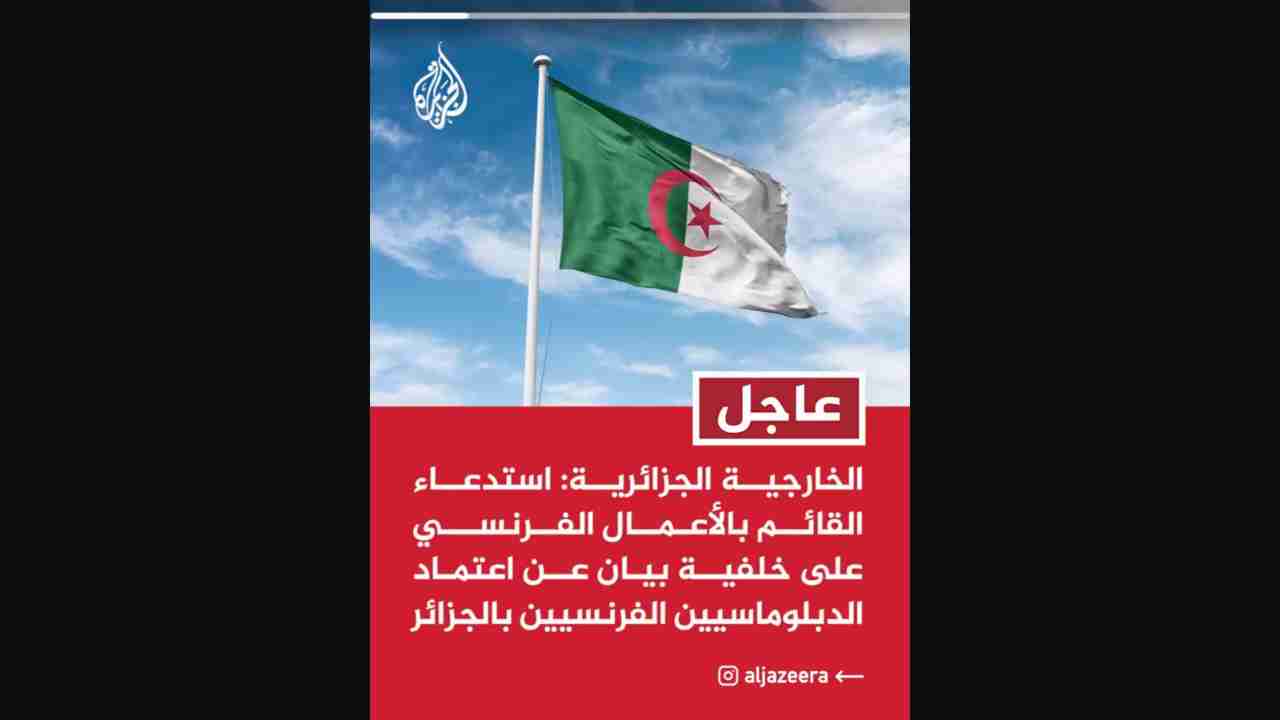 الجزيرة
عاجل
الخارجية الجزائرية: استدعاء
القائم بالأعمال الفرنسي
على خلفية بيان عن اعتماد
الدبلوماسيين الفرنسيين بالجزائر
aljazeera